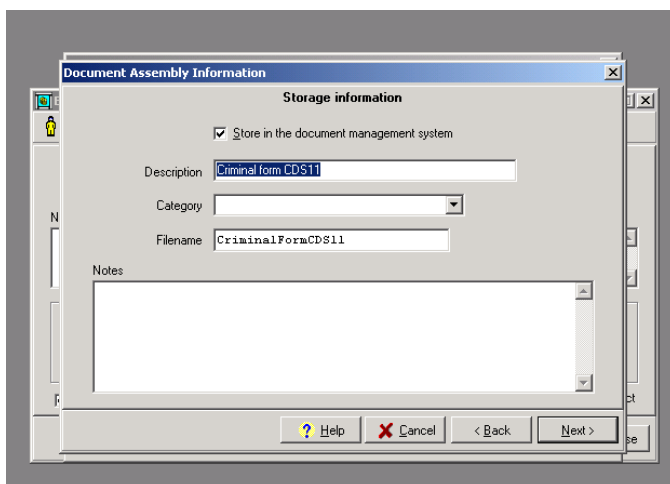 Document Assembly Information
Storage information
Store in the document management system
Description Criminal form CDS11
Category
Filename CriminalFormCDS11
Notes
? Help Cancel < Back Next >